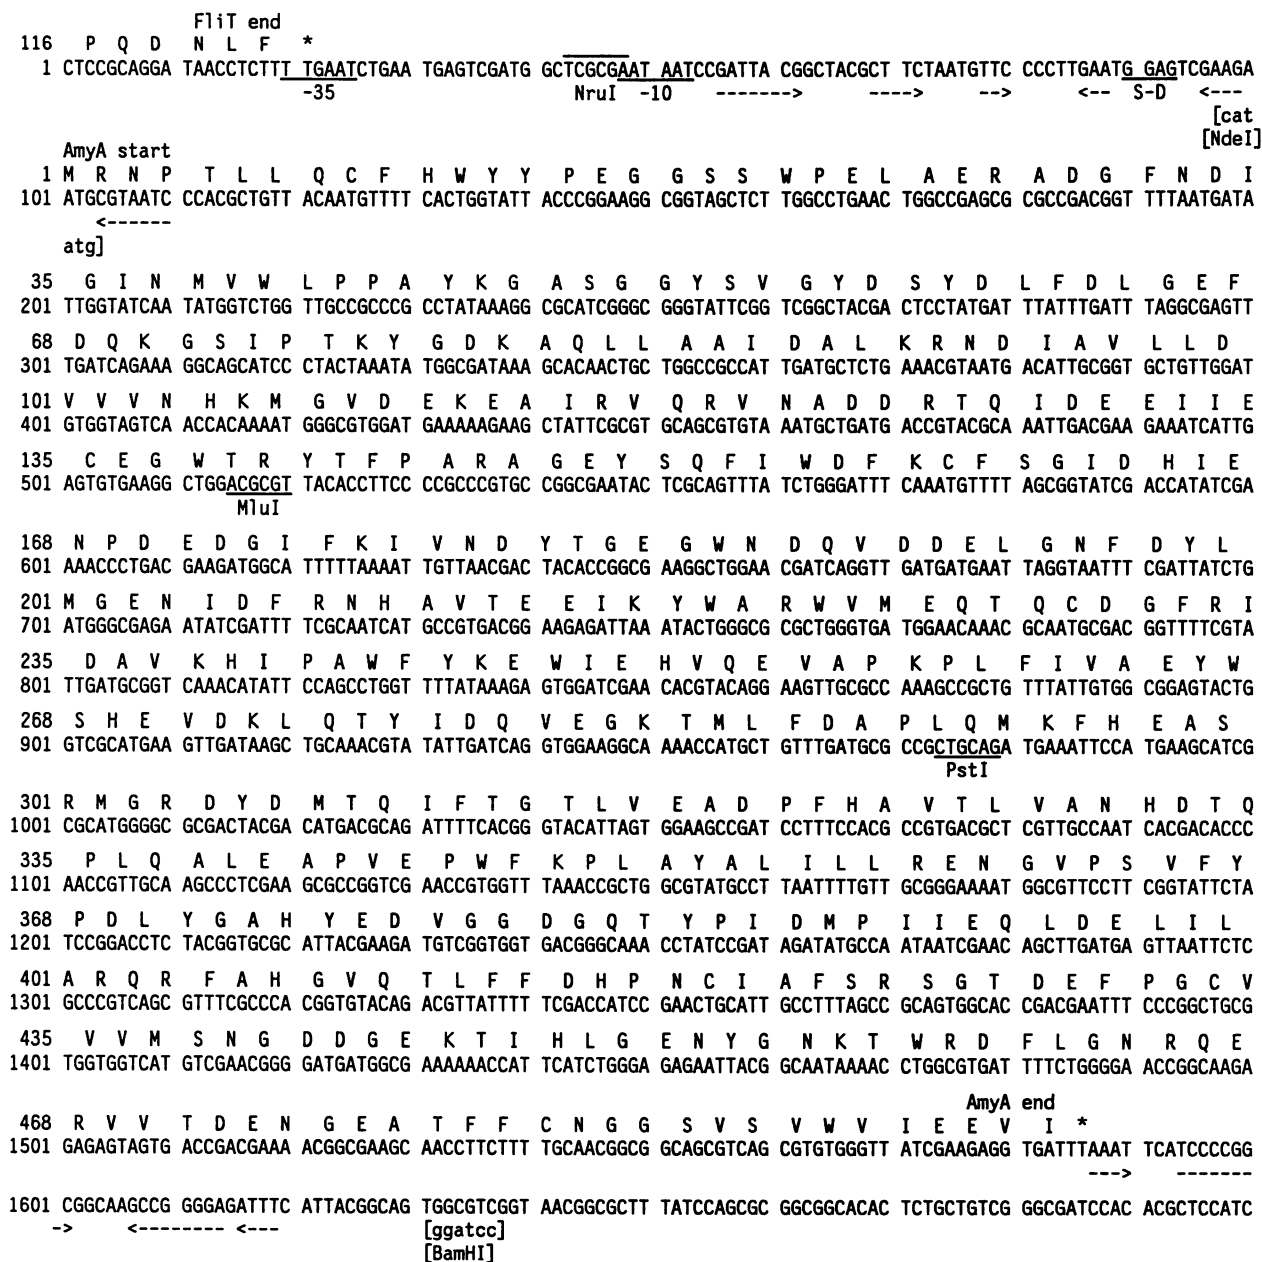 FliT end
116 P Q D N L F *
1 CTCCGCAGGA TAACCTCTTT TGAATCTGAA TGAGTCGATG GCTCGCGAAT AATCCGATTA CGGCTACGCT TCTAATGTTC CCCTTGAATG GAGTCGAAGA
-35 NruI -10 -------> ----> --> <-- S-D <---
[cat
[NdeI]
AmyA start
1 M R N P T L L Q C F H W Y Y P E G G S S W P E L A E R A D G F N D I
101 ATGCGTAATC CCACGCTGTT ACAATGTTTT CACTGGTATT ACCCGGAAGG CGGTAGCTCT TGGCCTGAAC TGGCCGAGCG CGCCGACGGT TTTAATGATA
<------
atg]
35 G I N M V W L P P A Y K G A S G G Y S V G Y D S Y D L F D L G E F
201 TTGGTATCAA TATGGTCTGG TTGCCGCCCG CCTATAAAGG CGCATCGGGC GGGTATTCGG TCGGCTACGA CTCCTATGAT TTATTTGATT TAGGCGAGTT
68 D Q K G S I P T K Y G D K A Q L L A A I D A L K R N D I A V L L D
301 TGATCAGAAA GGCAGCATCC CTACTAAATA TGGCGATAAA GCACAACTGC TGGCCGCCAT TGATGCTCTG AAACGTAATG ACATTGCGGT GCTGTTGGAT
101 V V V N H K M G V D E K E A I R V Q R V N A D D R T Q I D E E I I E
401 GTGGTAGTCA ACCACAAAAT GGGCGTGGAT GAAAAAGAAG CTATTCGCGT GCAGCGTGTA AATGCTGATG ACCGTACGCA AATTGACGAA GAAATCATTG
135 C E G W T R Y T F P A R A G E Y S Q F I W D F K C F S G I D H I E
501 AGTGTGAAGG CTGGACGCGT TACACCTTCC CCGCCCGTGC CGGCGAATAC TCGCAGTTTA TCTGGGATTT CAAATGTTTT AGCGGTATCG ACCATATCGA
MluI
168 N P D E D G I F K I V N D Y T G E G W N D Q V D D E L G N F D Y L
601 AAACCCTGAC GAAGATGGCA TTTTTAAAAT TGTTAACGAC TACACCGGCG AAGGCTGGAA CGATCAGGTT GATGATGAAT TAGGTAATTT CGATTATCTG
201 M G E N I D F R N H A V T E E I K Y W A R W V M E Q T Q C D G F R I
701 ATGGGCGAGA ATATCGATTT TCGCAATCAT GCCGTGACGG AAGAGATTAA ATACTGGGCG CGCTGGGTGA TGGAACAAAC GCAATGCGAC GGTTTTCGTA
235 D A V K H I P A W F Y K E W I E H V Q E V A P K P L F I V A E Y W
801 TTGATGCGGT CAAACATATT CCAGCCTGGT TTTATAAAGA GTGGATCGAA CACGTACAGG AAGTTGCGCC AAAGCCGCTG TTTATTGTGG CGGAGTACTG
268 S H E V D K L Q T Y I D Q V E G K T M L F D A P L Q M K F H E A S
901 GTCGCATGAA GTTGATAAGC TGCAAACGTA TATTGATCAG GTGGAAGGCA AAACCATGCT GTTTGATGCG CCGCTGCAGA TGAAATTCCA TGAAGCATCG
PstI
301 R M G R D Y D M T Q I F T G T L V E A D P F H A V T L V A N H D T Q
1001 CGCATGGGGC GCGACTACGA CATGACGCAG ATTTTCACGG GTACATTAGT GGAAGCCGAT CCTTTCCACG CCGTGACGCT CGTTGCCAAT CACGACACCC
335 P L Q A L E A P V E P W F K P L A Y A L I L L R E N G V P S V F Y
1101 AACCGTTGCA AGCCCTCGAA GCGCCGGTCG AACCGTGGTT TAAACCGCTG GCGTATGCCT TAATTTTGTT GCGGGAAAAT GGCGTTCCTT CGGTATTCTA
368 P D L Y G A H Y E D V G G D G Q T Y P I D M P I I E Q L D E L I L
1201 TCCGGACCTC TACGGTGCGC ATTACGAAGA TGTCGGTGGT GACGGGCAAA CCTATCCGAT AGATATGCCA ATAATCGAAC AGCTTGATGA GTTAATTCTC
401 A R Q R F A H G V Q T L F F D H P N C I A F S R S G T D E F P G C V
1301 GCCCGTCAGC GTTTCGCCCA CGGTGTACAG ACGTTATTTT TCGACCATCC GAACTGCATT GCCTTTAGCC GCAGTGGCAC CGACGAATTT CCCGGCTGCG
435 V V M S N G D D G E K T I H L G E N Y G N K T W R D F L G N R Q E
1401 TGGTGGTCAT GTCGAACGGG GATGATGGCG AAAAAACCAT TCATCTGGGA GAGAATTACG GCAATAAAAC CTGGCGTGAT TTTCTGGGGA ACCGGCAAGA
AmyA end
468 R V V T D E N G E A T F F C N G G S V S V W V I E E V I *
1501 GAGAGTAGTG ACCGACGAAA ACGGCGAAGC AACCTTCTTT TGCAACGGCG GCAGCGTCAG CGTGTGGGTT ATCGAAGAGG TGATTTAAAT TCATCCCCGG
---> -------
1601 CGGCAAGCCG GGGAGATTTC ATTACGGCAG TGGCGTCGGT AACGGCGCTT TATCCAGCGC GGCGGCACAC TCTGCTGTCG GGCGATCCAC ACGCTCCATC
-> <-------- <--- [ggatcc]
[BamHI]